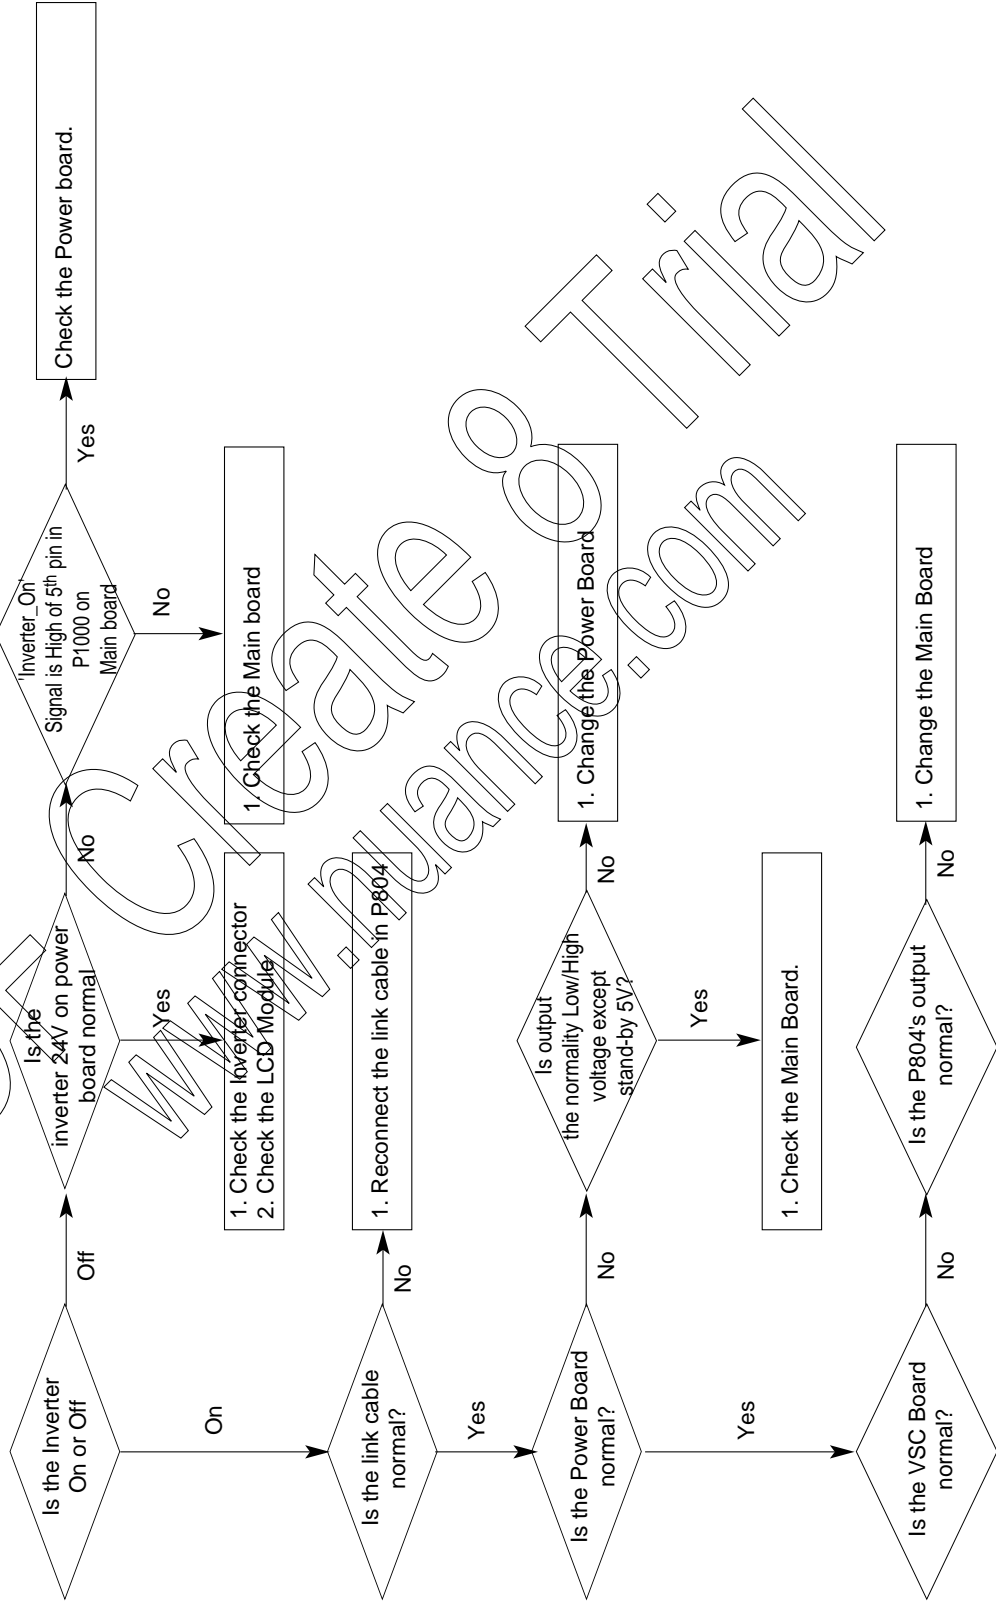 Is the Inverter
On or Off
Off
Is the
inverter 24V on power
board normal
No
'Inverter_On'
Signal is High of 5th pin in
P1000 on
Main board
Yes
Check the Power board.
On
Yes
1. Check the Inverter connector
2. Check the LCD Module.
No
1. Check the Main board
Is the link cable
normal?
No
1. Reconnect the link cable in P804
Yes
Is the Power Board
normal?
No
Is output
the normality Low/High
voltage except
stand-by 5V?
No
1. Change the Power Board
Yes
Yes
1. Check the Main Board.
Is the VSC Board
normal?
No
Is the P804's output
normal?
No
1. Change the Main Board
Create 8 Trial
www.nuance.com